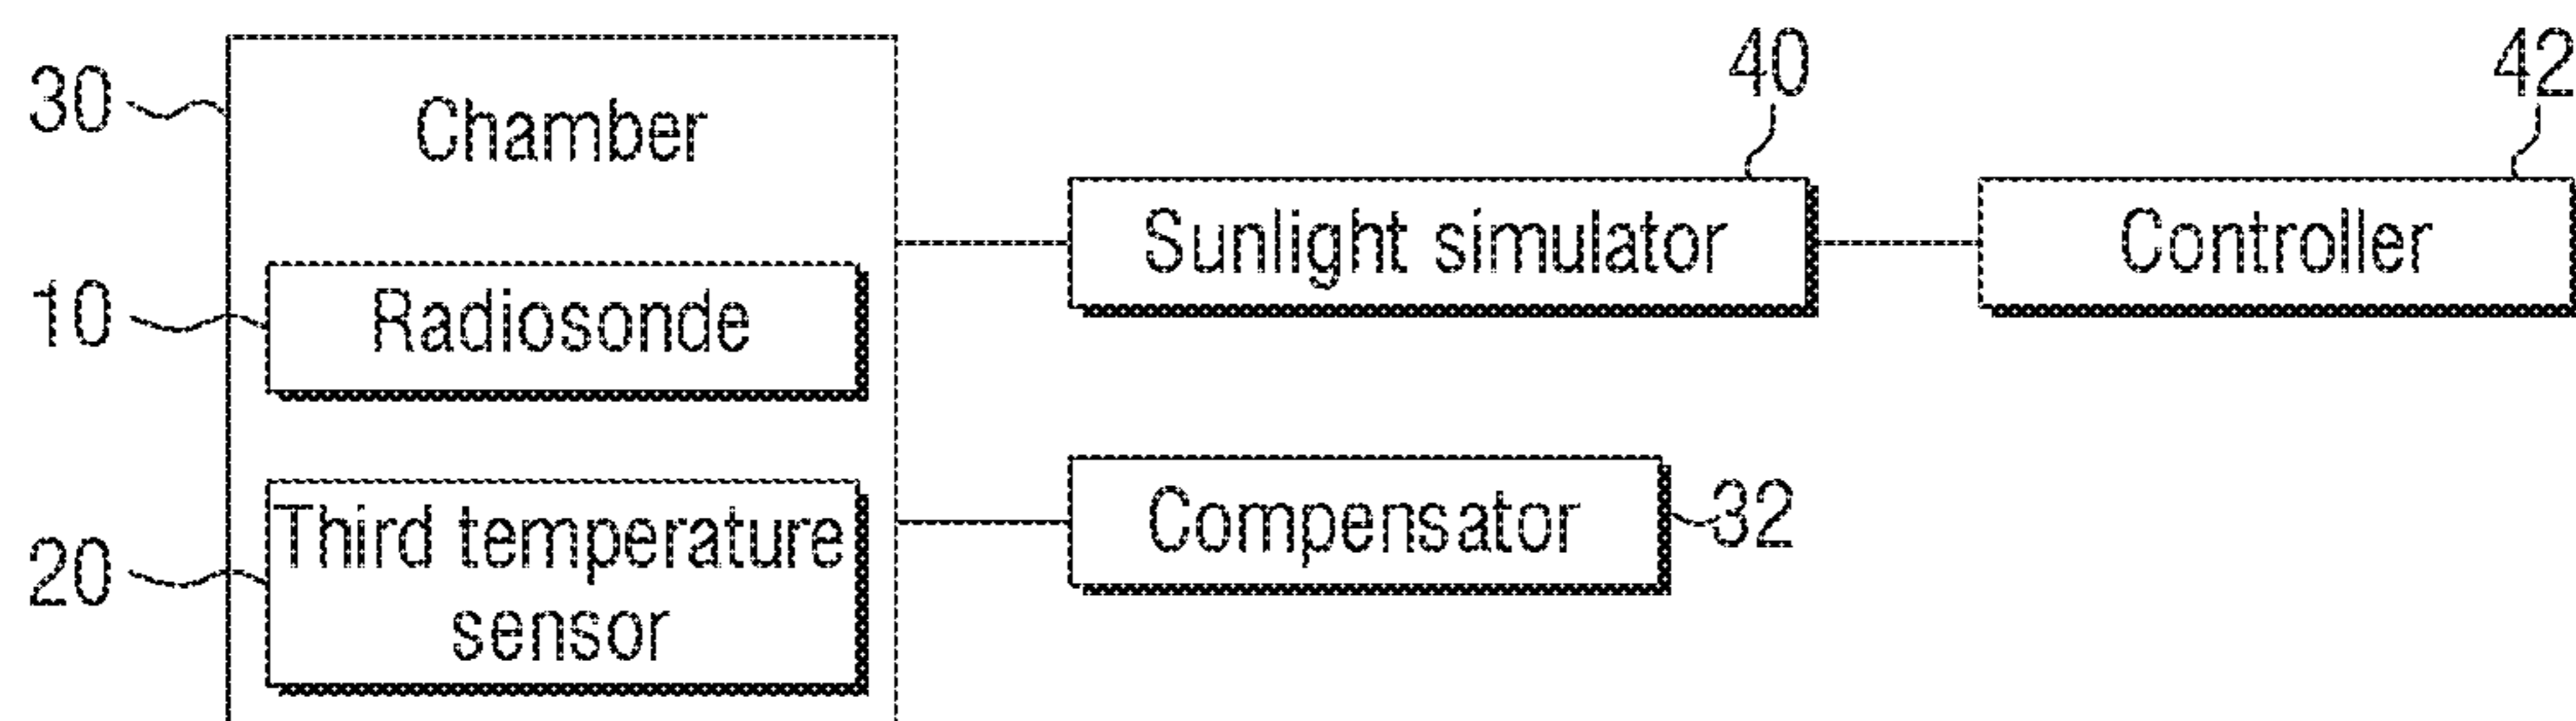 30
Chamber
40
42
Sunlight simulator
Controller
10
Radiosonde
20
Third temperature
sensor
Compensator
32